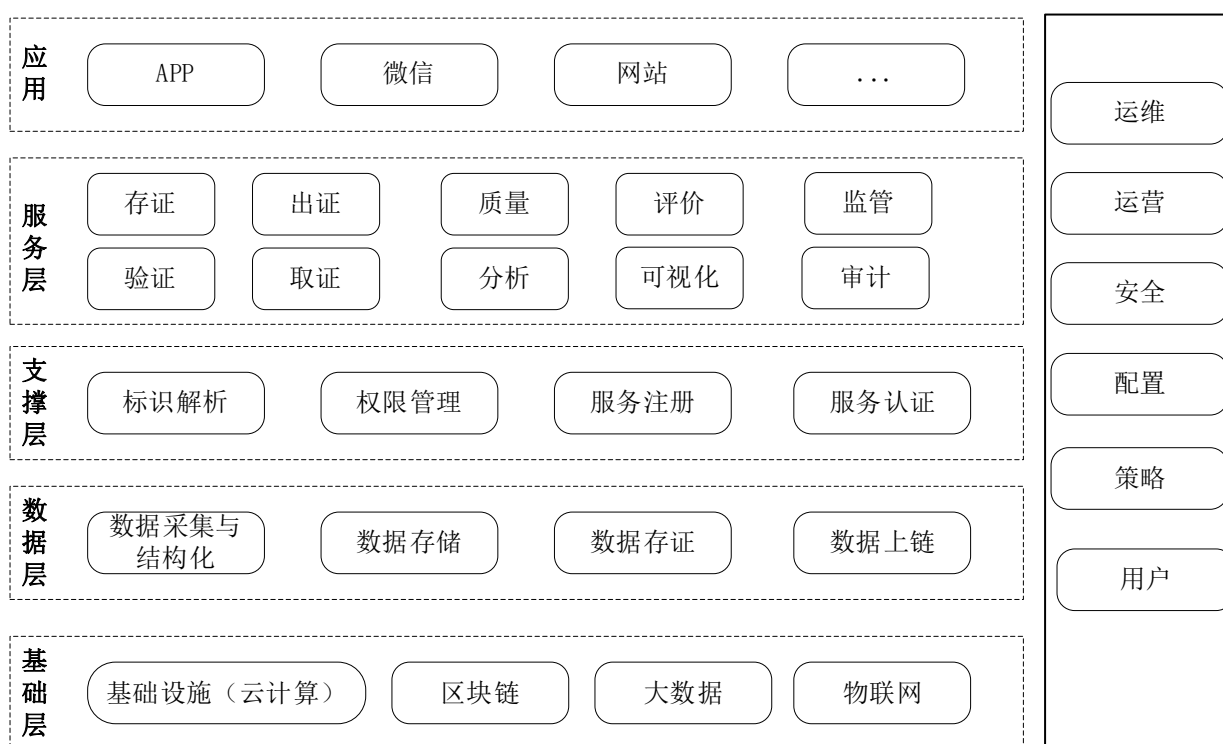 应用
APP
微信
网站
...
服务层
存证
出证
质量
评价
监管
验证
取证
分析
可视化
审计
支撑层
标识解析
权限管理
服务注册
服务认证
数据层
数据采集与
结构化
数据存储
数据存证
数据上链
基础层
基础设施（云计算）
区块链
大数据
物联网
运维
运营
安全
配置
策略
用户